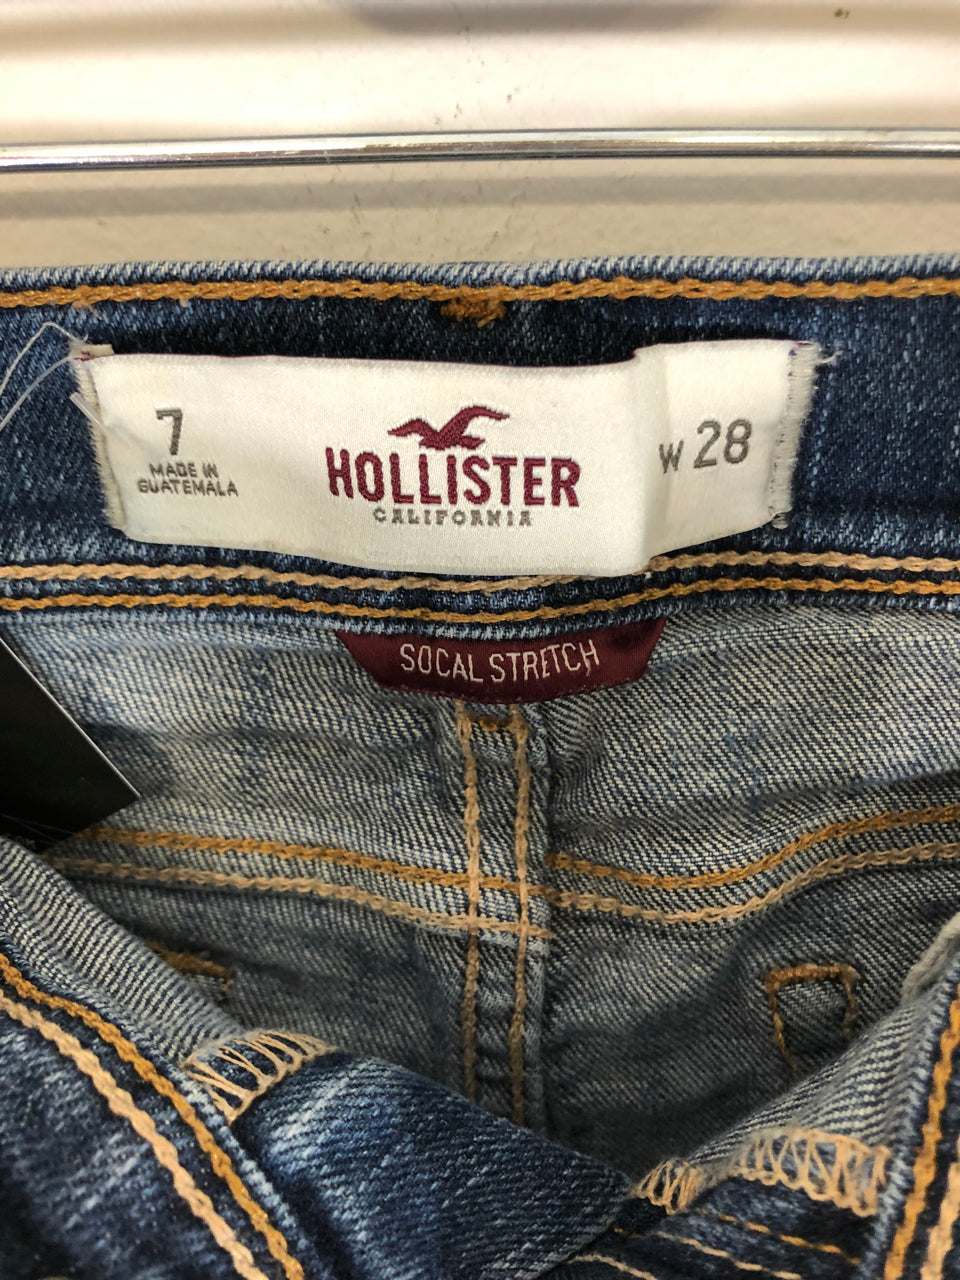 7
MADE IN
GUATEMALA
HOLLISTER
CALIFORNIA
W 28
SOCAL STRETCH